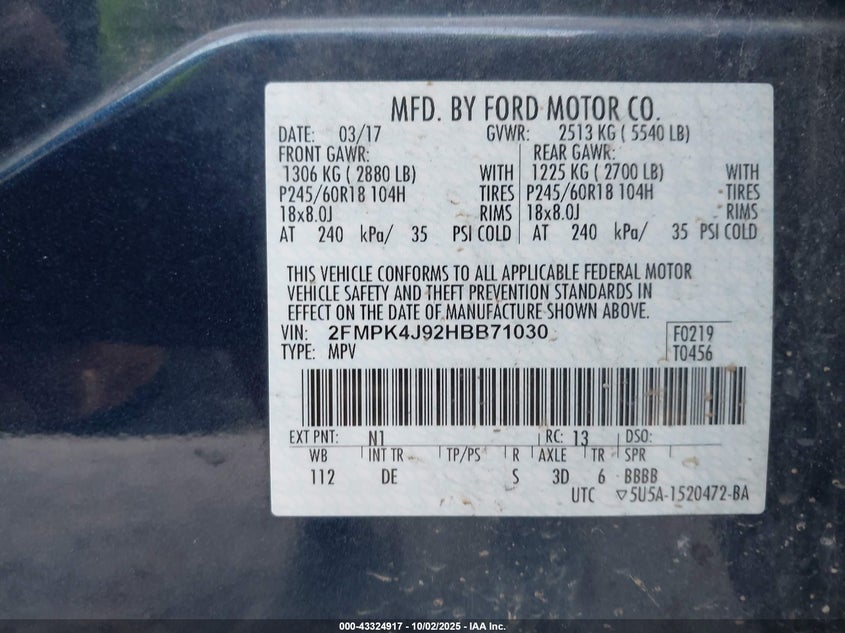 MFD. BY FORD MOTOR CO.
DATE: 03/17 GVWR: 2513 KG ( 5540 LB)
FRONT GAWR: REAR GAWR:
1306 KG ( 2880 LB) WITH 1225 KG ( 2700 LB) WITH
P245/60R18 104H TIRES P245/60R18 104H TIRES
18x8.0J RIMS 18x8.0J RIMS
AT 240 kPa/ 35 PSI COLD AT 240 kPa/ 35 PSI COLD
THIS VEHICLE CONFORMS TO ALL APPLICABLE FEDERAL MOTOR
VEHICLE SAFETY AND THEFT PREVENTION STANDARDS IN
EFFECT ON THE DATE OF MANUFACTURE SHOWN ABOVE.
VIN: 2FMPK4J92HBB71030 F0219
TYPE: MPV T0456
EXT PNT: N1 RC: 13 DSO:
WB INT TR TP/PS R AXLE TR SPR
112 DE S 3D 6 BBBB
UTC ▽5U5A-1520472-BA
000-43324917 - 10/02/2025 - IAA Inc.